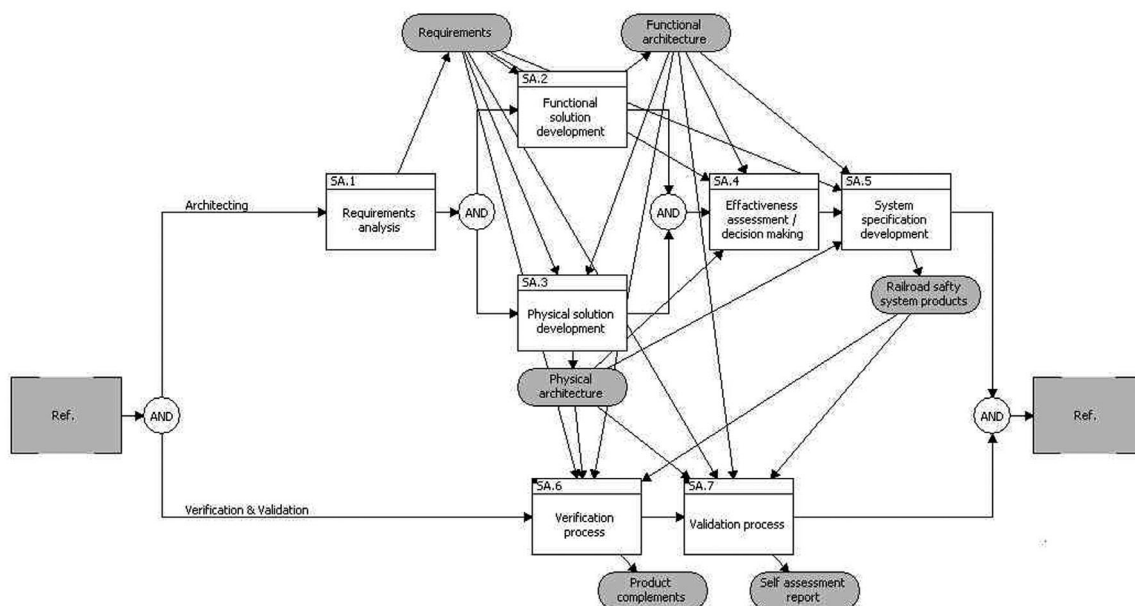 Requirements
Functional
architecture
SA.2
Functional
solution
development
SA.1
Requirements
analysis
AND
AND
SA.4
Effectiveness
assessment /
decision making
SA.5
System
specification
development
Architecting
SA.3
Physical solution
development
Railroad safty
system products
Physical
architecture
Ref.
AND
AND
Ref.
Verification & Validation
SA.6
Verification
process
SA.7
Validation process
Product
complements
Self assessment
report